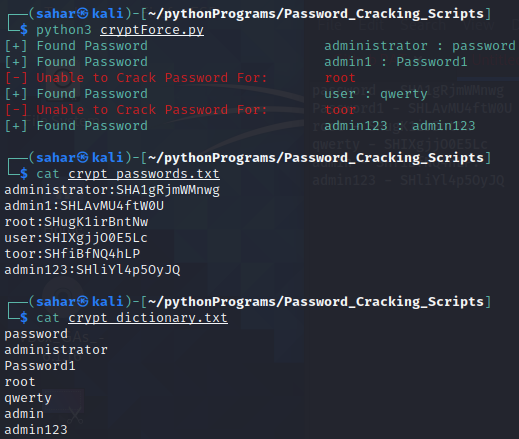 (sahar㉿kali)-[~/pythonPrograms/Password_Cracking_Scripts]
$ python3 cryptForce.py
[+] Found Password administrator : password
[+] Found Password admin1 : Password1
[-] Unable to Crack Password For: root
[+] Found Password user : qwerty
[-] Unable to Crack Password For: toor
[+] Found Password admin123 : admin123
(sahar㉿kali)-[~/pythonPrograms/Password_Cracking_Scripts]
$ cat crypt_passwords.txt
administrator:SHA1gRjmWMnwg
admin1:SHLAvMU4ftW0U
root:SHugK1irBntNw
user:SHIXgjjO0E5Lc
toor:SHfiBfNQ4hLP
admin123:SHliYl4p5OyJQ
(sahar㉿kali)-[~/pythonPrograms/Password_Cracking_Scripts]
$ cat crypt_dictionary.txt
password
administrator
Password1
root
qwerty
admin
admin123